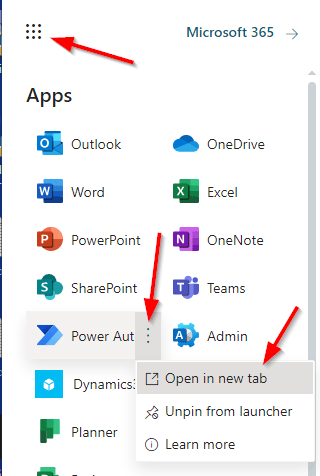 Microsoft 365 →
Apps
Outlook OneDrive
Word Excel
PowerPoint OneNote
SharePoint Teams
Power Aut Admin
Open in new tab
Dynamics3
Unpin from launcher
Planner
Learn more